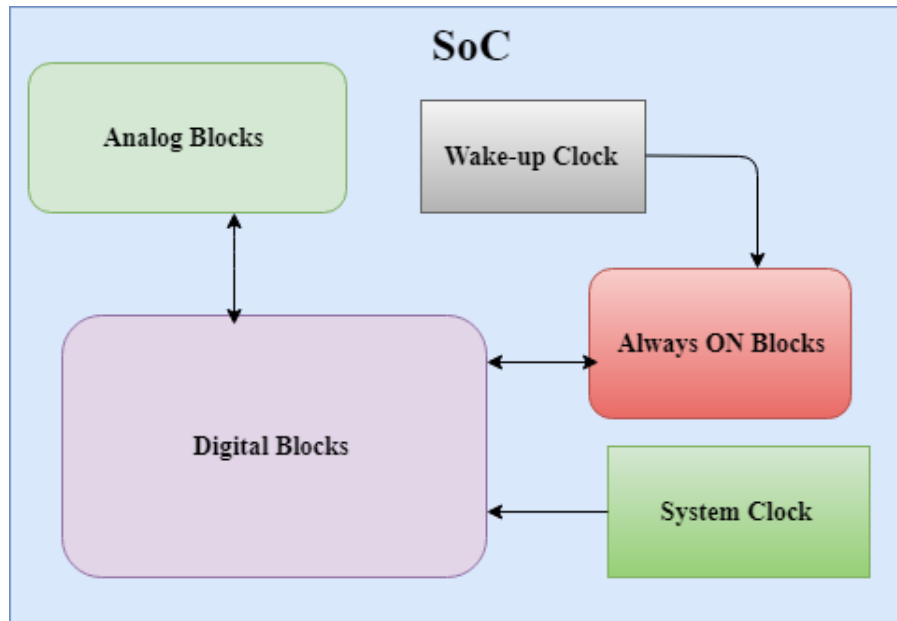 SoC
Analog Blocks
Wake-up Clock
Always ON Blocks
Digital Blocks
System Clock